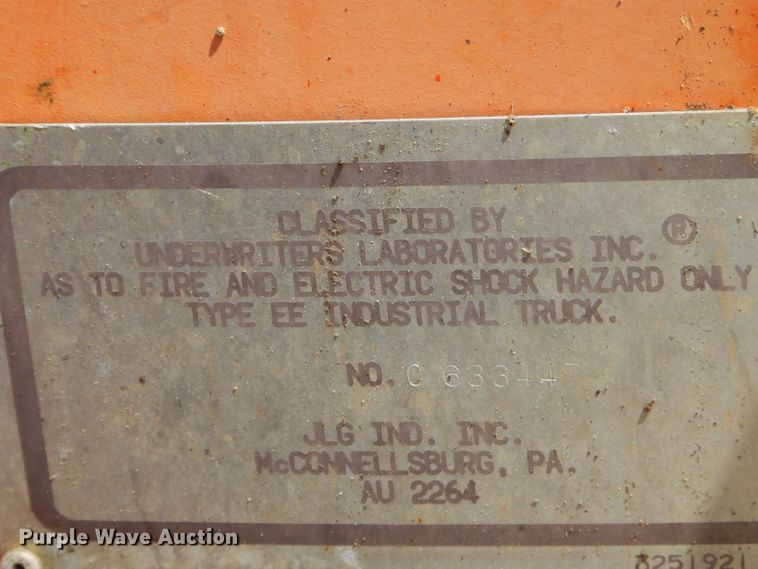 CLASSIFIED BY
UNDERWRITERS LABORATORIES INC. ®
AS TO FIRE AND ELECTRIC SHOCK HAZARD ONLY
TYPE EE INDUSTRIAL TRUCK.
NO. C 633447
JLG IND. INC.
McCONNELLSBURG, PA.
AU 2264
Purple Wave Auction